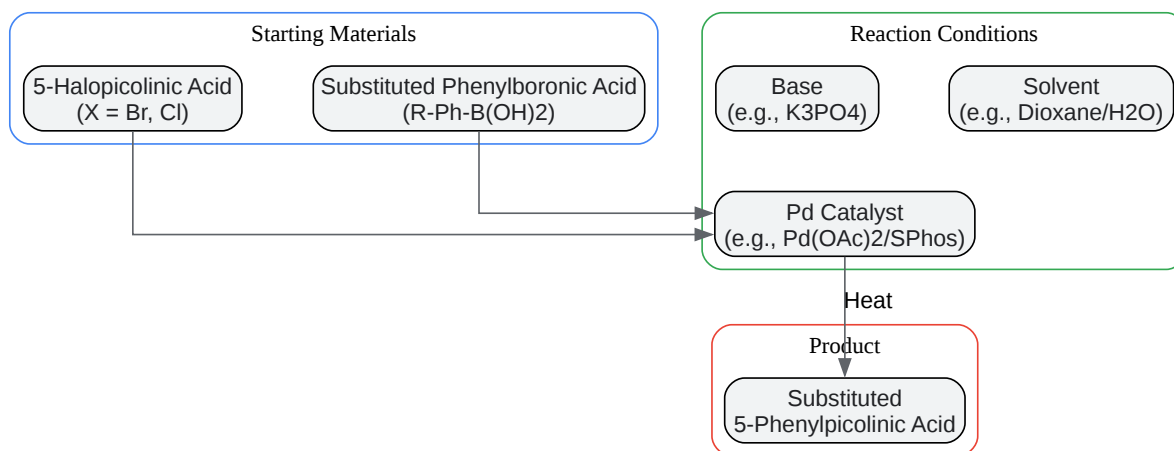 Starting Materials
5-Halopicolinic Acid
(X = Br, Cl)
Substituted Phenylboronic Acid
(R-Ph-B(OH)2)
Reaction Conditions
Base
(e.g., K3PO4)
Solvent
(e.g., Dioxane/H2O)
Pd Catalyst
(e.g., Pd(OAc)2/SPhos)
Heat
Product
Substituted
5-Phenylpicolinic Acid